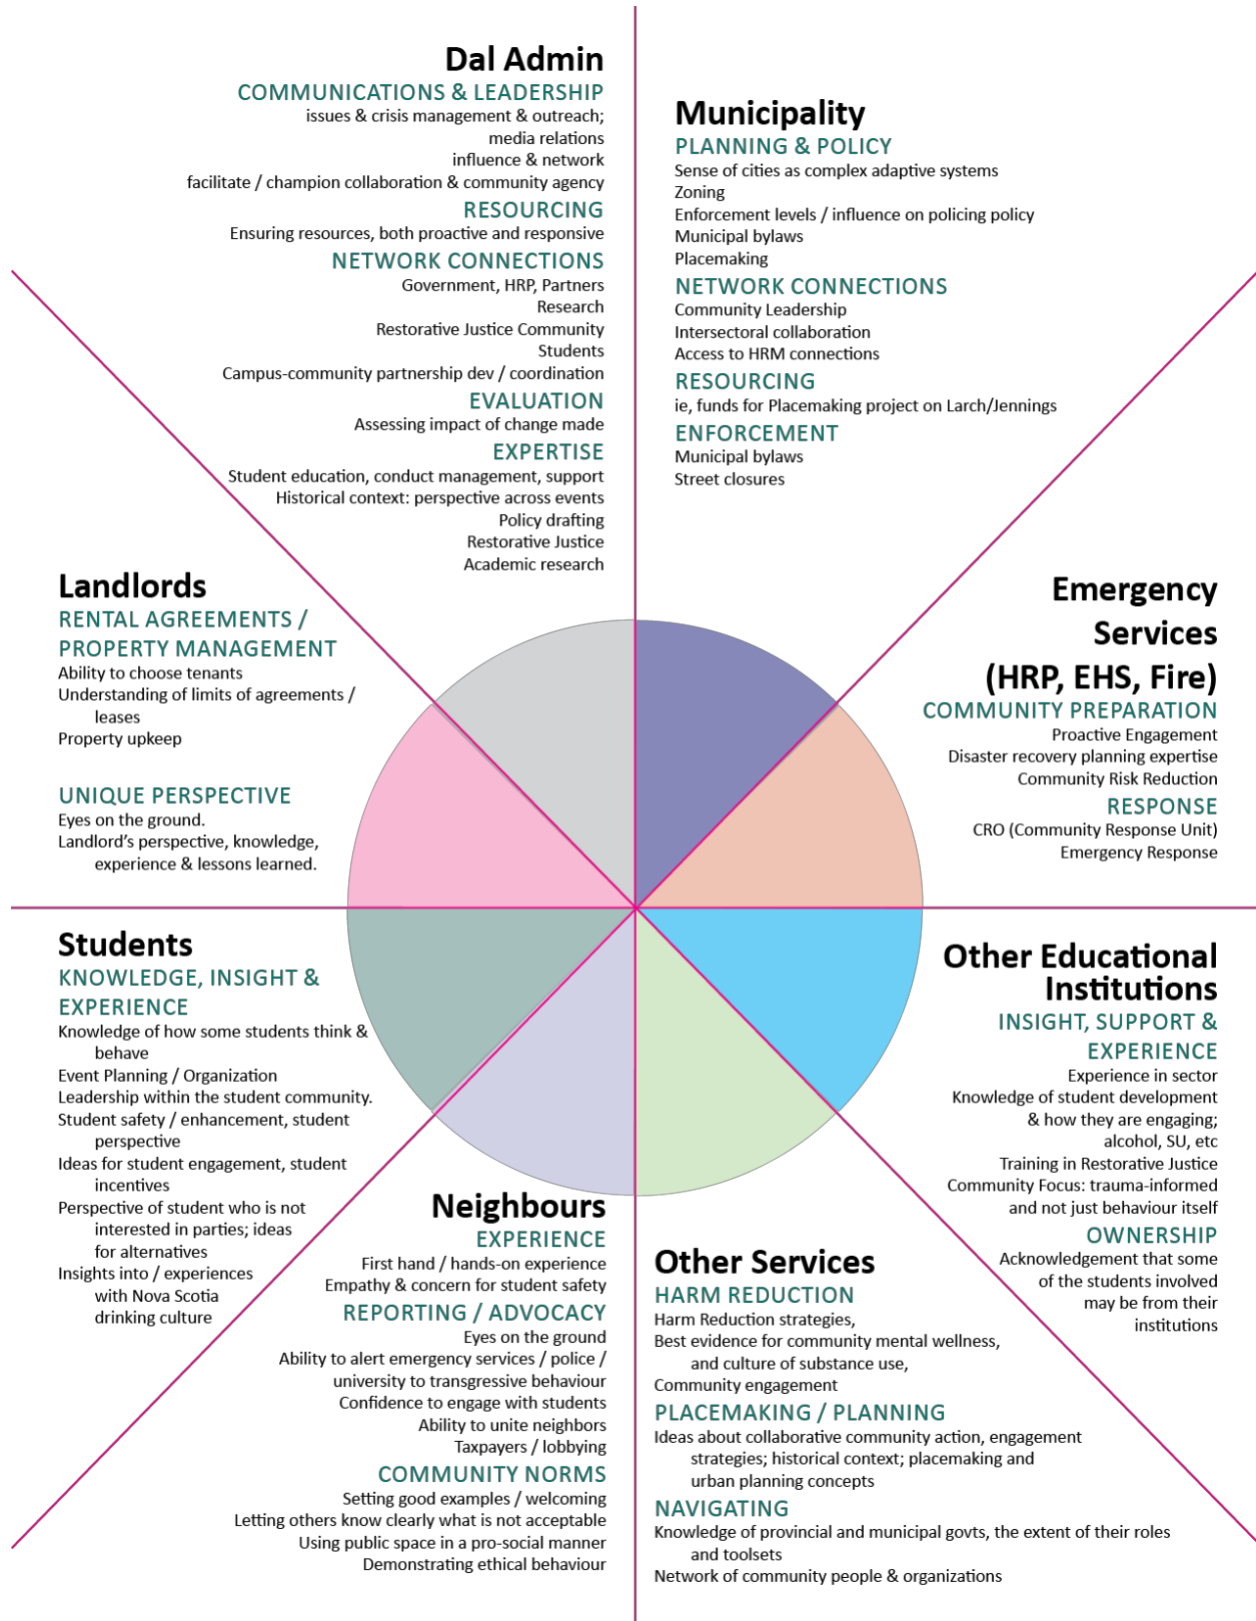 Dal Admin
COMMUNICATIONS & LEADERSHIP
issues & crisis management & outreach;
media relations
influence & network
facilitate / champion collaboration & community agency
RESOURCING
Ensuring resources, both proactive and responsive
NETWORK CONNECTIONS
Government, HRP, Partners
Research
Restorative Justice Community
Students
Campus-community partnership dev / coordination
EVALUATION
Assessing impact of change made
EXPERTISE
Student education, conduct management, support
Historical context: perspective across events
Policy drafting
Restorative Justice
Academic research
Municipality
PLANNING & POLICY
Sense of cities as complex adaptive systems
Zoning
Enforcement levels / influence on policing policy
Municipal bylaws
Placemaking
NETWORK CONNECTIONS
Community Leadership
Intersectoral collaboration
Access to HRM connections
RESOURCING
ie, funds for Placemaking project on Larch/Jennings
ENFORCEMENT
Municipal bylaws
Street closures
Landlords
RENTAL AGREEMENTS /
PROPERTY MANAGEMENT
Ability to choose tenants
Understanding of limits of agreements /
leases
Property upkeep
UNIQUE PERSPECTIVE
Eyes on the ground.
Landlord's perspective, knowledge,
experience & lessons learned.
Emergency
Services
(HRP, EHS, Fire)
COMMUNITY PREPARATION
Proactive Engagement
Disaster recovery planning expertise
Community Risk Reduction
RESPONSE
CRO (Community Response Unit)
Emergency Response
Students
KNOWLEDGE, INSIGHT &
EXPERIENCE
Knowledge of how some students think &
behave
Event Planning / Organization
Leadership within the student community.
Student safety / enhancement, student
perspective
Ideas for student engagement, student
incentives
Perspective of student who is not
interested in parties; ideas
for alternatives
Insights into / experiences
with Nova Scotia
drinking culture
Other Educational
Institutions
INSIGHT, SUPPORT &
EXPERIENCE
Experience in sector
Knowledge of student development
& how they are engaging;
alcohol, SU, etc
Training in Restorative Justice
Community Focus: trauma-informed
and not just behaviour itself
OWNERSHIP
Acknowledgement that some
of the students involved
may be from their
institutions
Neighbours
EXPERIENCE
First hand / hands-on experience
Empathy & concern for student safety
REPORTING / ADVOCACY
Eyes on the ground
Ability to alert emergency services / police /
university to transgressive behaviour
Confidence to engage with students
Ability to unite neighbors
Taxpayers / lobbying
COMMUNITY NORMS
Setting good examples / welcoming
Letting others know clearly what is not acceptable
Using public space in a pro-social manner
Demonstrating ethical behaviour
Other Services
HARM REDUCTION
Harm Reduction strategies,
Best evidence for community mental wellness,
and culture of substance use,
Community engagement
PLACEMAKING / PLANNING
Ideas about collaborative community action, engagement
strategies; historical context; placemaking and
urban planning concepts
NAVIGATING
Knowledge of provincial and municipal govts, the extent of their roles
and toolsets
Network of community people & organizations